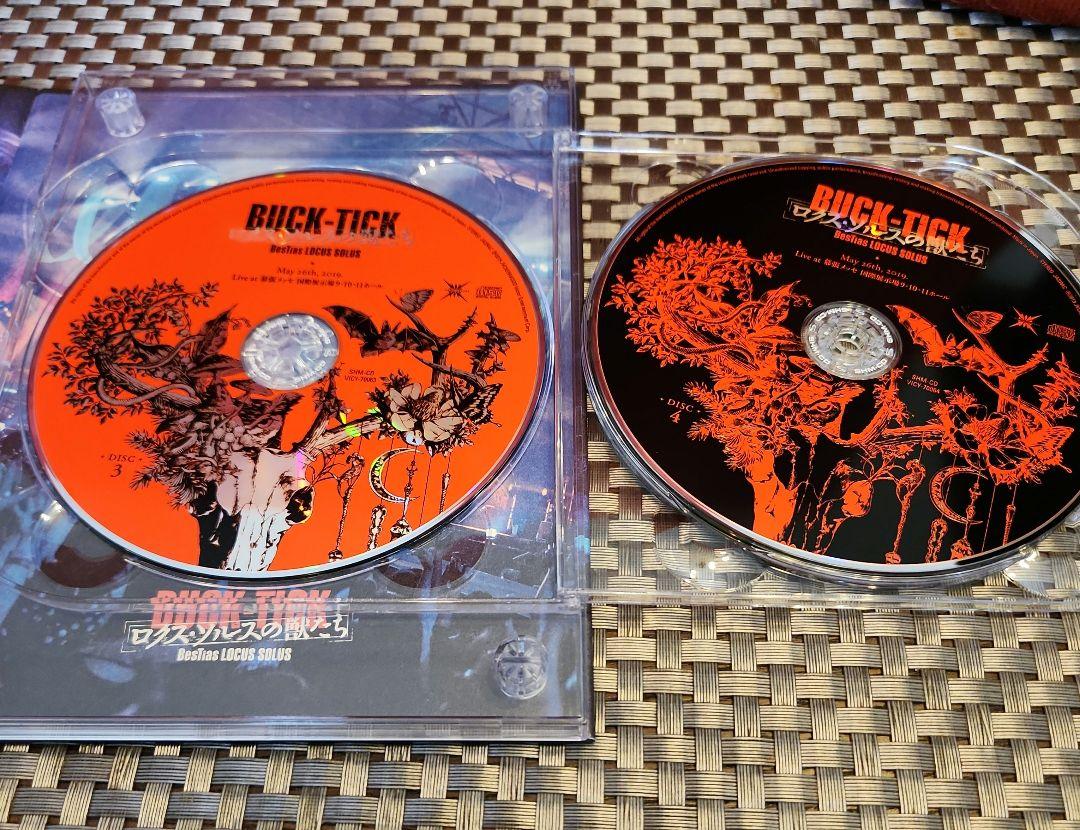 BUCK-TICK
BesTias LOCUS SOLUS
May 26th, 2019.
Live at 幕張メッセ 国際展示場9・10・11ホール
SHM-CD
VICY-70063
・DISC・
3
BUCK-TICK
ロクス・ソルスの獣たち
BesTias LOCUS SOLUS
May 26th, 2019.
Live at 幕張メッセ 国際展示場9・10・11ホール
SHM-CD
VICY-70064
・DISC・
4
BUCK-TICK
ロクス・ソルスの獣たち
BesTias LOCUS SOLUS